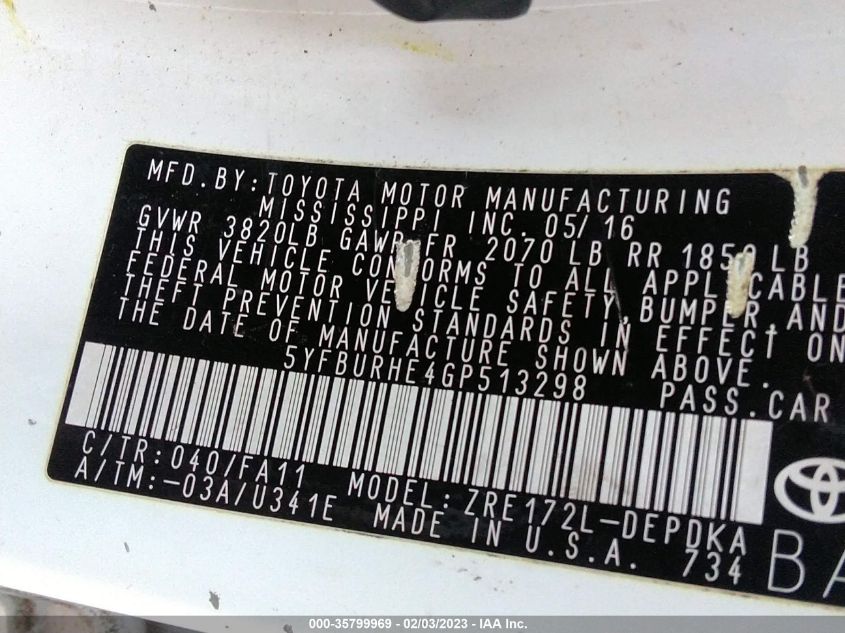 MFD.BY:TOYOTA MOTOR MANUFACTURING
MISSISSIPPI INC. 05/16
GVWR 3820LB GAWR FR 2070 LB RR 1850 LB
THIS VEHICLE CONFORMS TO ALL APPLICABLE
FEDERAL MOTOR VEHICLE SAFETY, BUMPER, AND
THEFT PREVENTION STANDARDS IN EFFECT ON
THE DATE OF MANUFACTURE SHOWN ABOVE.
5YFBURHE4GP513298 PASS.CAR
C/TR:040/FA11 MODEL:ZRE172L-DEPDKA
A/TM:-03A/U341E MADE IN U.S.A. 734
BA
000-35799969 - 02/03/2023 - IAA Inc.